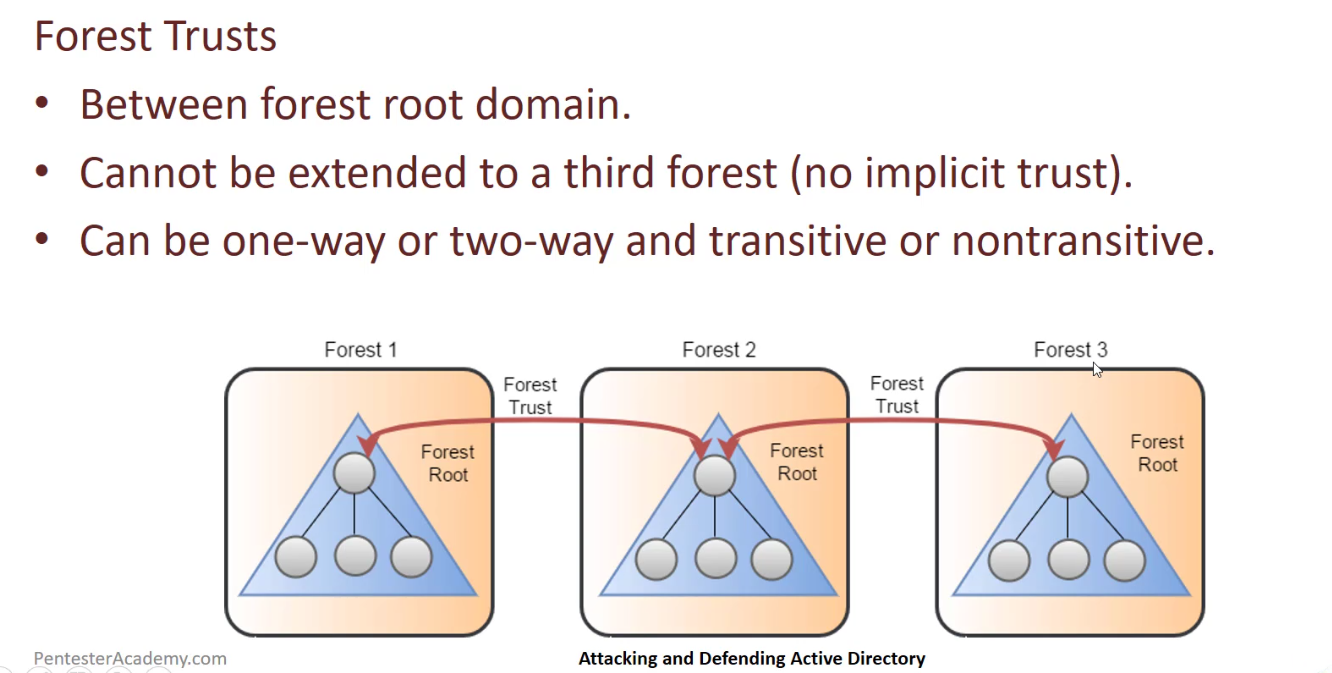 Forest Trusts
• Between forest root domain.
• Cannot be extended to a third forest (no implicit trust).
• Can be one-way or two-way and transitive or nontransitive.
Forest 1
Forest 2
Forest 3
Forest
Trust
Forest
Trust
Forest
Root
Forest
Root
Forest
Root
PentesterAcademy.com
Attacking and Defending Active Directory